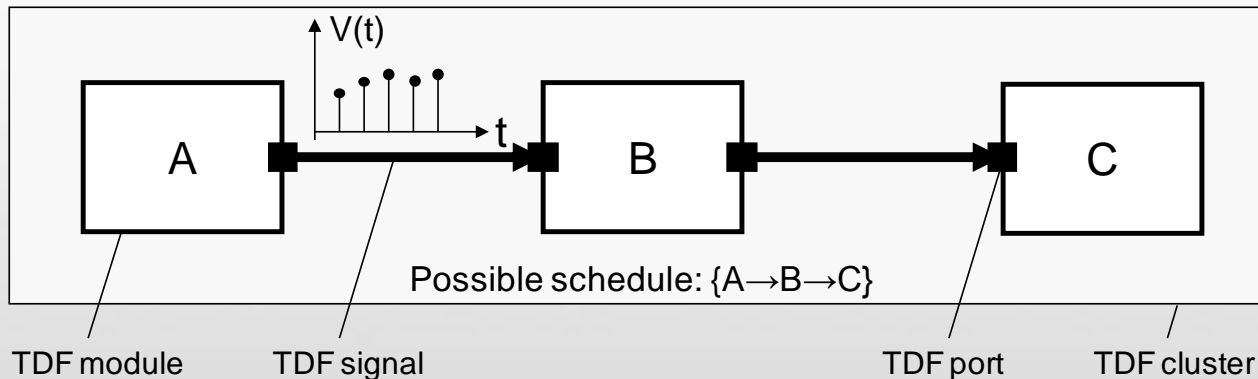 V(t)
t
A
B
C
Possible schedule: {A→B→C}
TDF module
TDF signal
TDF port
TDF cluster